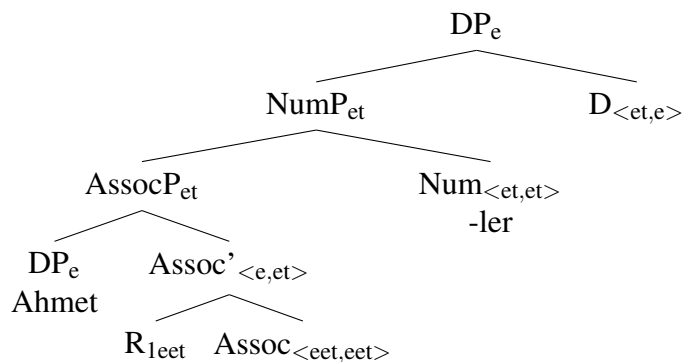 DPe
NumPet D<et,e>
AssocPet Num<et,et>
-ler
DPe Assoc’<e,et>
Ahmet
R1eet Assoc<eet,eet>